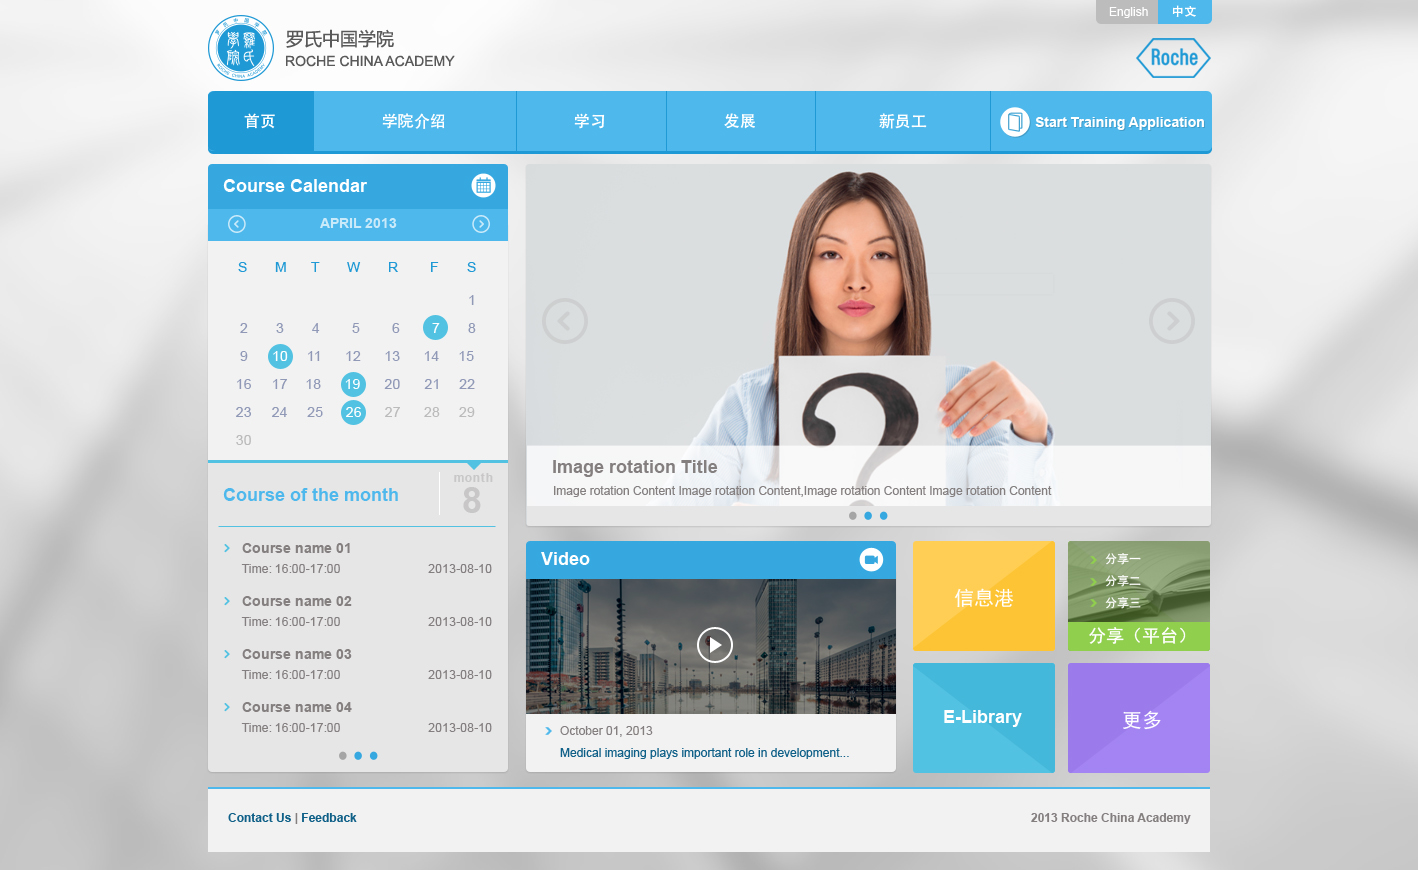 English 中文
罗氏中国学院
ROCHE CHINA ACADEMY
Roche
首页 学院介绍 学习 发展 新员工 Start Training Application
Course Calendar
APRIL 2013
S M T W R F S
1
2 3 4 5 6 7 8
9 10 11 12 13 14 15
16 17 18 19 20 21 22
23 24 25 26 27 28 29
30
Course of the month
month
8
Course name 01
Time: 16:00-17:00 2013-08-10
Course name 02
Time: 16:00-17:00 2013-08-10
Course name 03
Time: 16:00-17:00 2013-08-10
Course name 04
Time: 16:00-17:00 2013-08-10
?
Image rotation Title
Image rotation Content Image rotation Content,Image rotation Content Image rotation Content
Video
October 01, 2013
Medical imaging plays important role in development...
信息港
分享一
分享二
分享三
分享（平台）
E-Library
更多
Contact Us | Feedback
2013 Roche China Academy